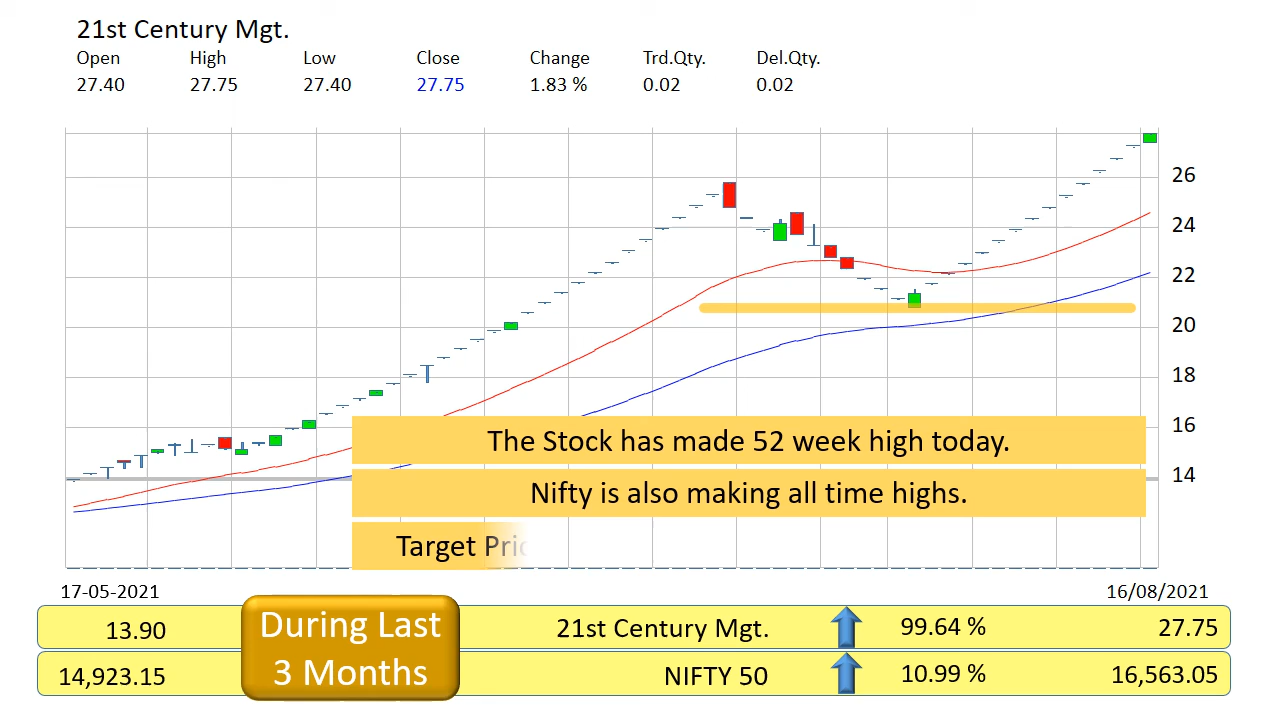 21st Century Mgt.
Open High Low Close Change Trd.Qty. Del.Qty.
27.40 27.75 27.40 27.75 1.83 % 0.02 0.02
26
24
22
20
18
16
14
The Stock has made 52 week high today.
Nifty is also making all time highs.
Target
17-05-2021 16/08/2021
13.90 21st Century Mgt. 99.64 % 27.75
During Last
3 Months
14,923.15 NIFTY 50 10.99 % 16,563.05